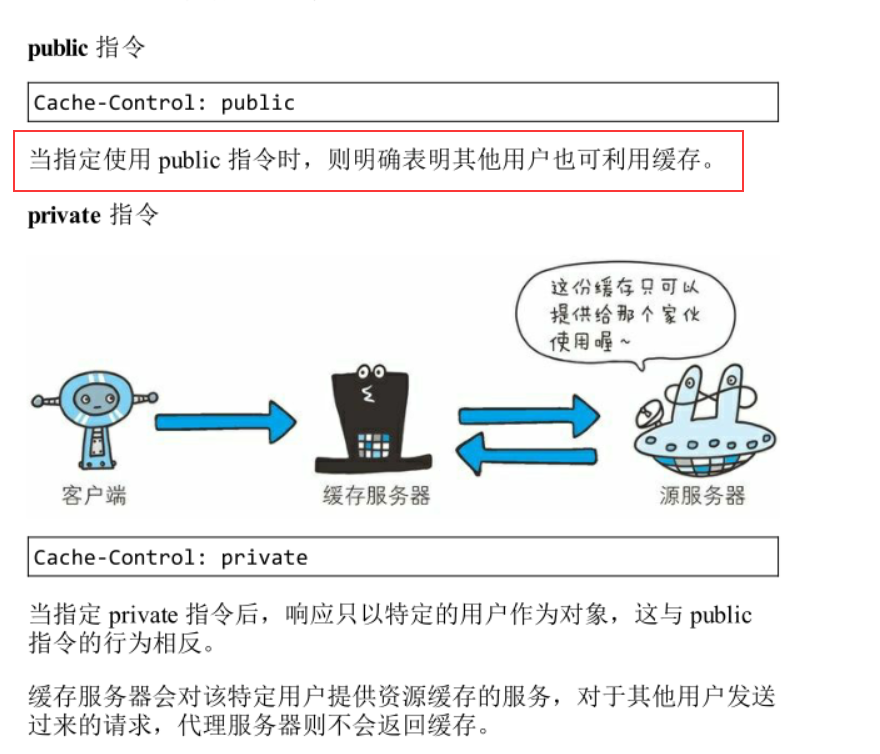 public 指令
Cache-Control: public
当指定使用 public 指令时，则明确表明其他用户也可利用缓存。
private 指令
这份缓存只可以
提供给那个家伙
使用喔～
客户端
缓存服务器
源服务器
Cache-Control: private
当指定 private 指令后，响应只以特定的用户作为对象，这与 public
指令的行为相反。
缓存服务器会对该特定用户提供资源缓存的服务，对于其他用户发送
过来的请求，代理服务器则不会返回缓存。